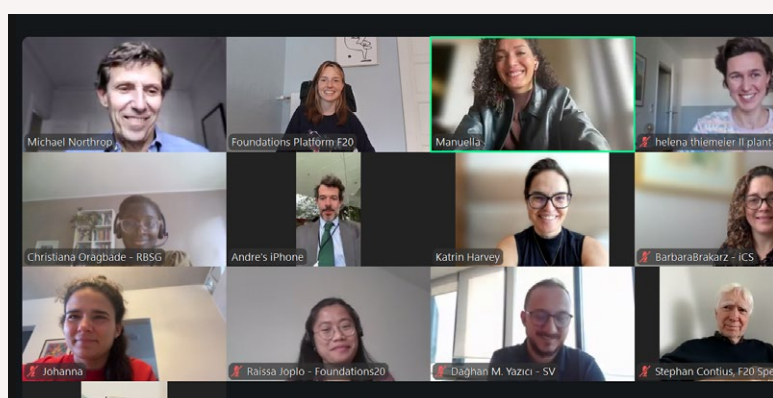 Michael Northrop
Foundations Platform F20
Manuella
helena thiemeier II plant
Christiana Oragbade - RBSG
Andre's iPhone
Katrin Harvey
BarbaraBrakarz - iCS
Johanna
Raissa Joplo - Foundations20
Dağhan M. Yazıcı - SV
Stephan Contius, F20 Spe